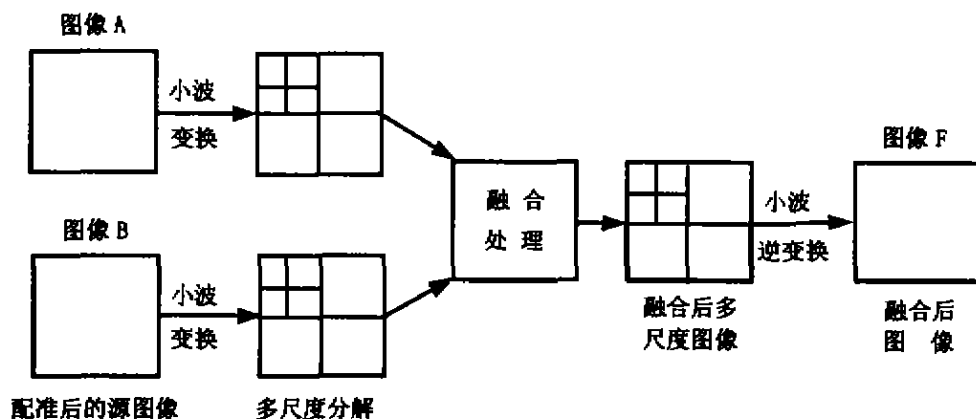 图像 A
小波
变换
图像 B
小波
变换
配准后的源图像
多尺度分解
融 合
处 理
融合后多
尺度图像
小波
逆变换
图像 F
融合后
图 像